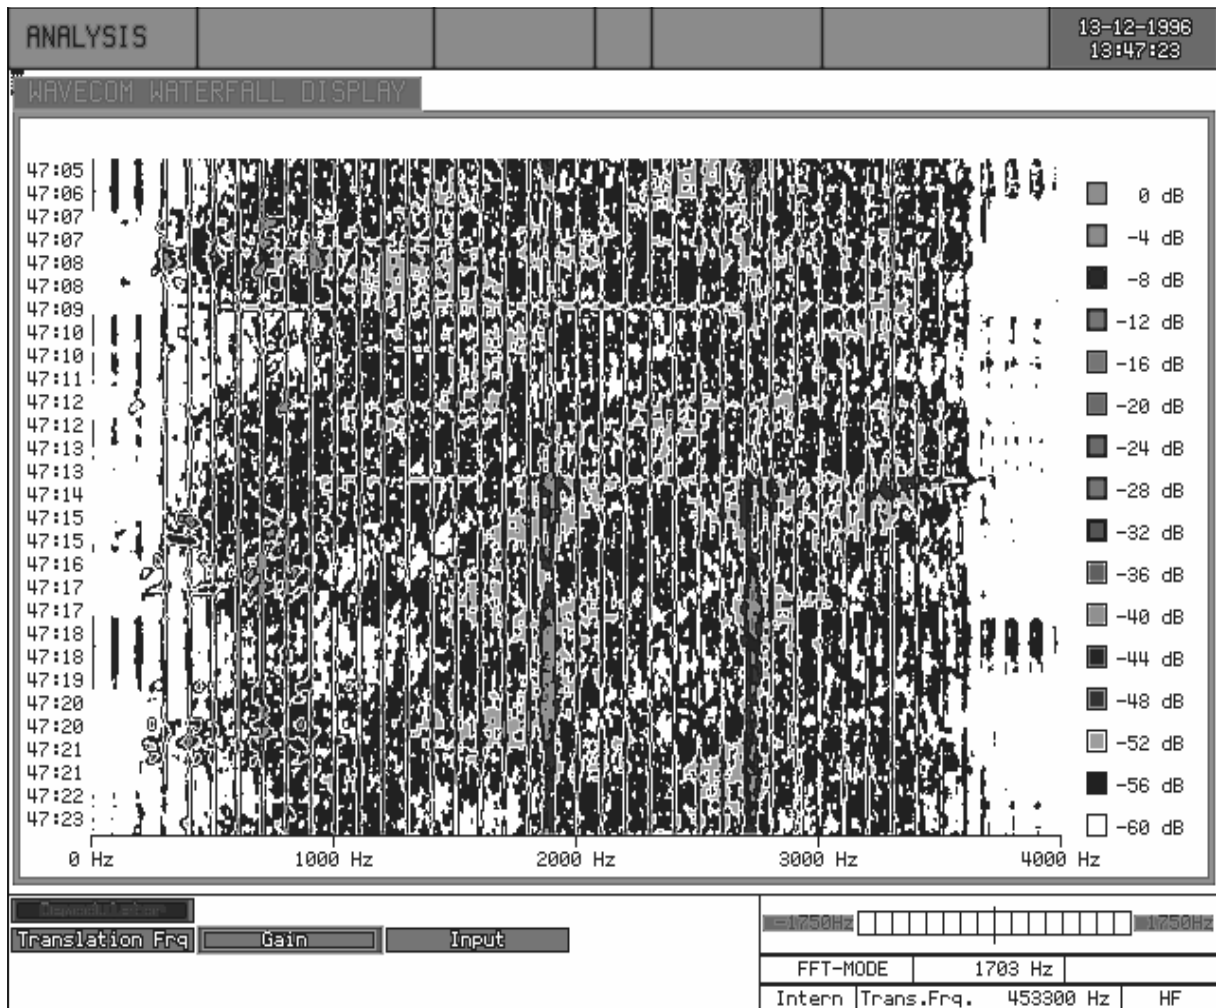 ANALYSIS
13-12-1996
13:47:23
WAVECOM WATERFALL DISPLAY
47:05
47:06
47:07
47:07
47:08
47:08
47:09
47:10
47:10
47:11
47:12
47:12
47:13
47:13
47:14
47:15
47:15
47:16
47:17
47:17
47:18
47:18
47:19
47:20
47:20
47:21
47:21
47:22
47:23
0 dB
-4 dB
-8 dB
-12 dB
-16 dB
-20 dB
-24 dB
-28 dB
-32 dB
-36 dB
-40 dB
-44 dB
-48 dB
-52 dB
-56 dB
-60 dB
0 Hz 1000 Hz 2000 Hz 3000 Hz 4000 Hz
Demodulator
Translation Frq Gain Input
-1750Hz 1750Hz
FFT-MODE 1703 Hz
Intern Trans.Frq. 453300 Hz HF